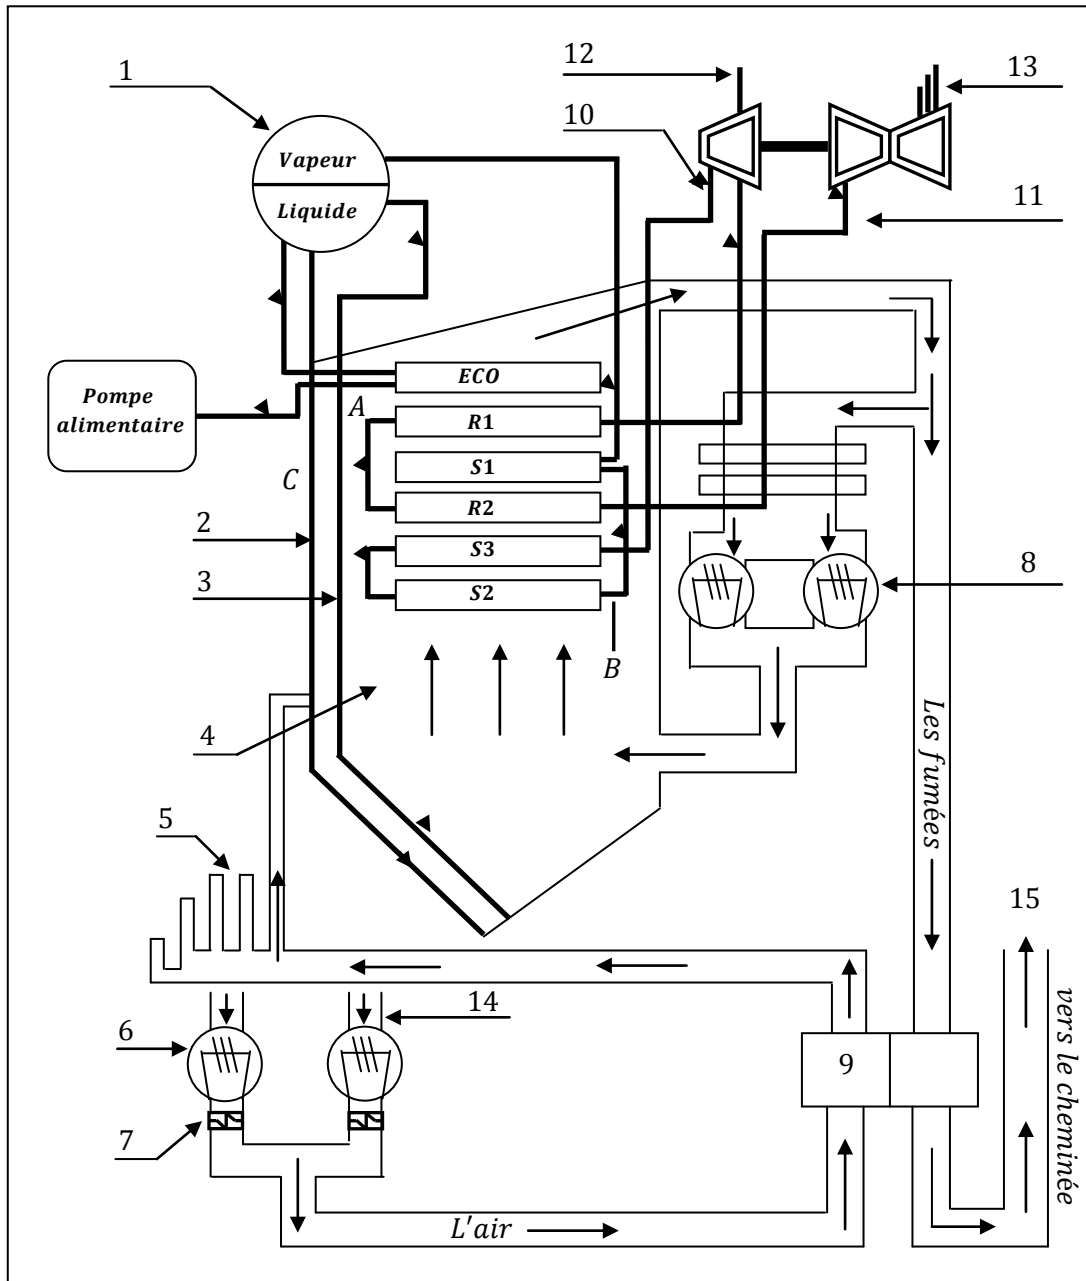 12
13
1
10
Vapeur
Liquide
11
ECO
Pompe
alimentaire
A
R1
S1
C
R2
2
S3
8
3
S2
B
4
Les fumées
5
15
14
6
9
7
vers le cheminée
L'air